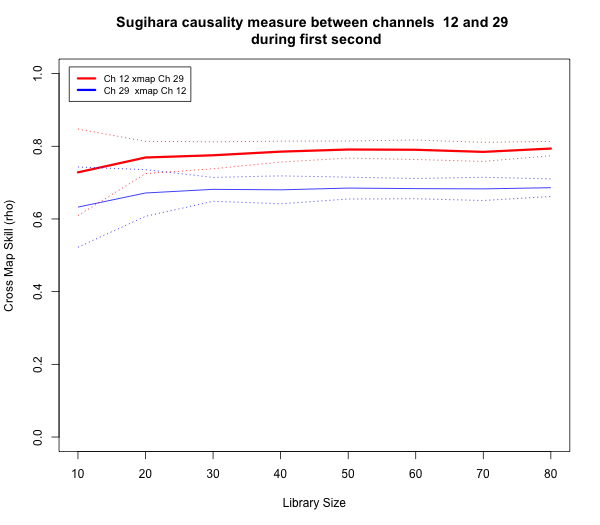 Sugihara causality measure between channels  12 and 29
during first second
Ch 12 xmap Ch 29
Ch 29  xmap Ch 12
Cross Map Skill (rho)
1.0
0.8
0.6
0.4
0.2
0.0
10 20 30 40 50 60 70 80
Library Size